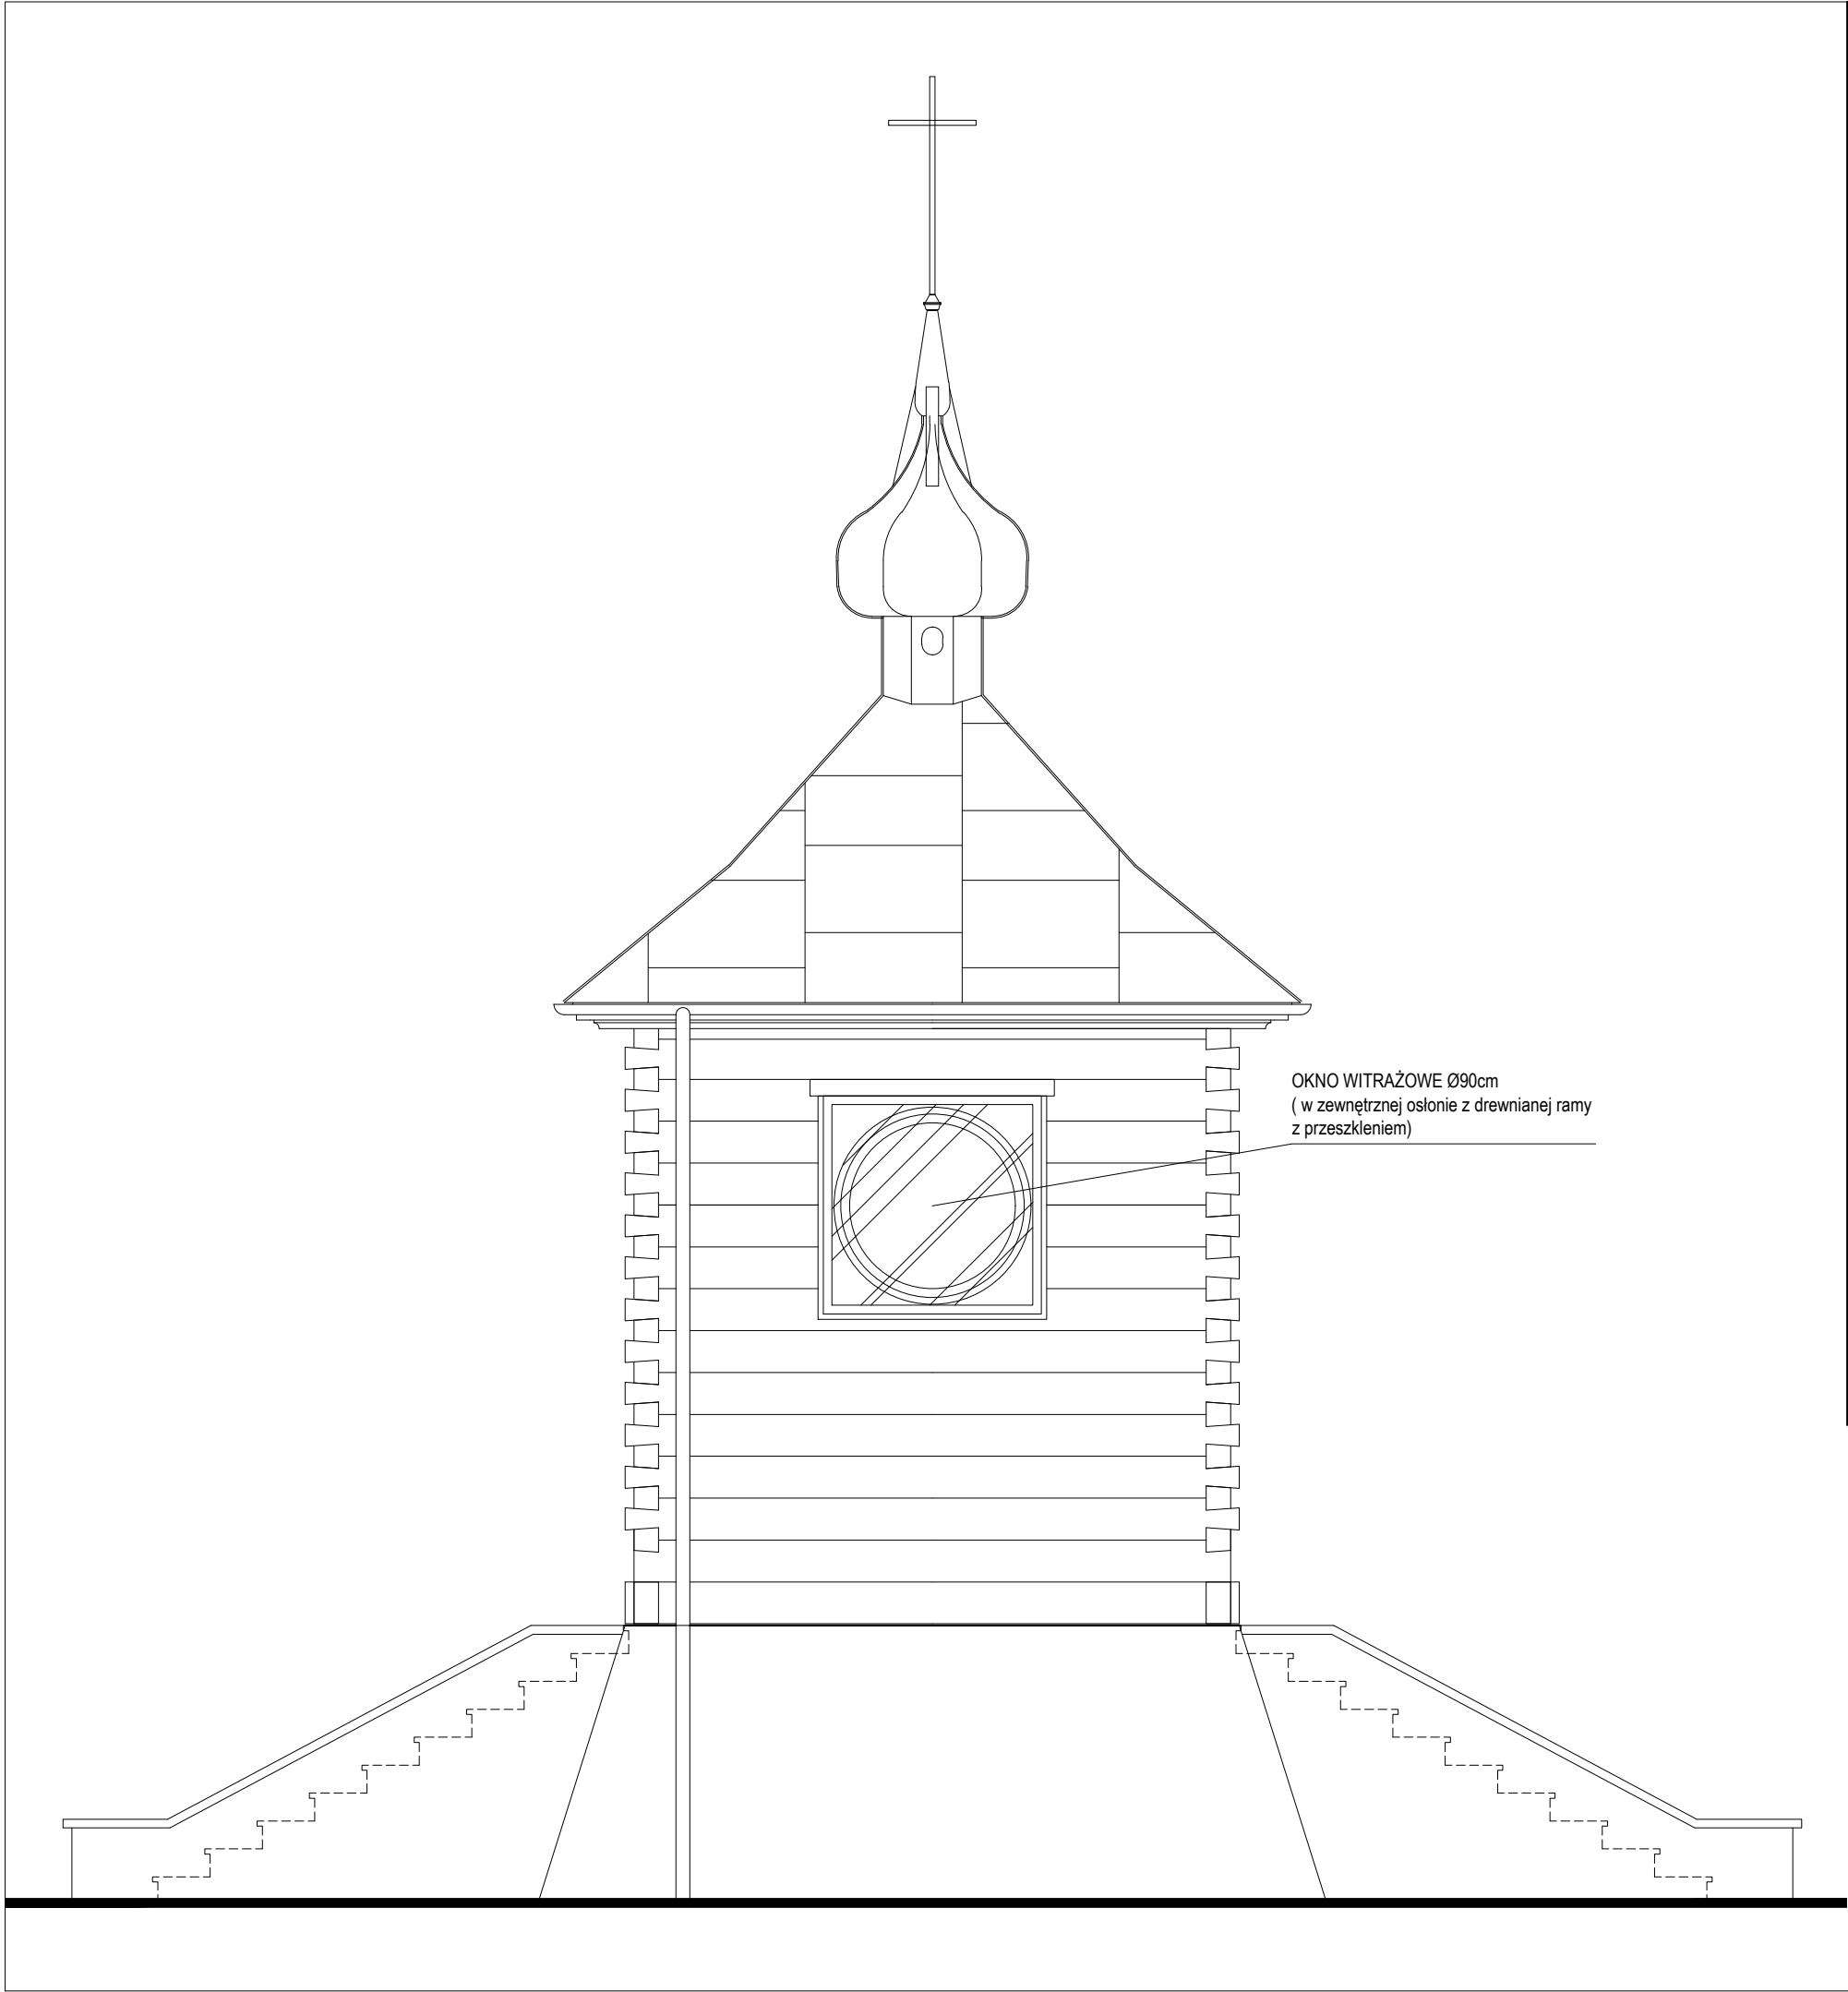 OKNO WITRAŻOWE Ø90cm
( w zewnętrznej osłonie z drewnianej ramy
z przeszkleniem)